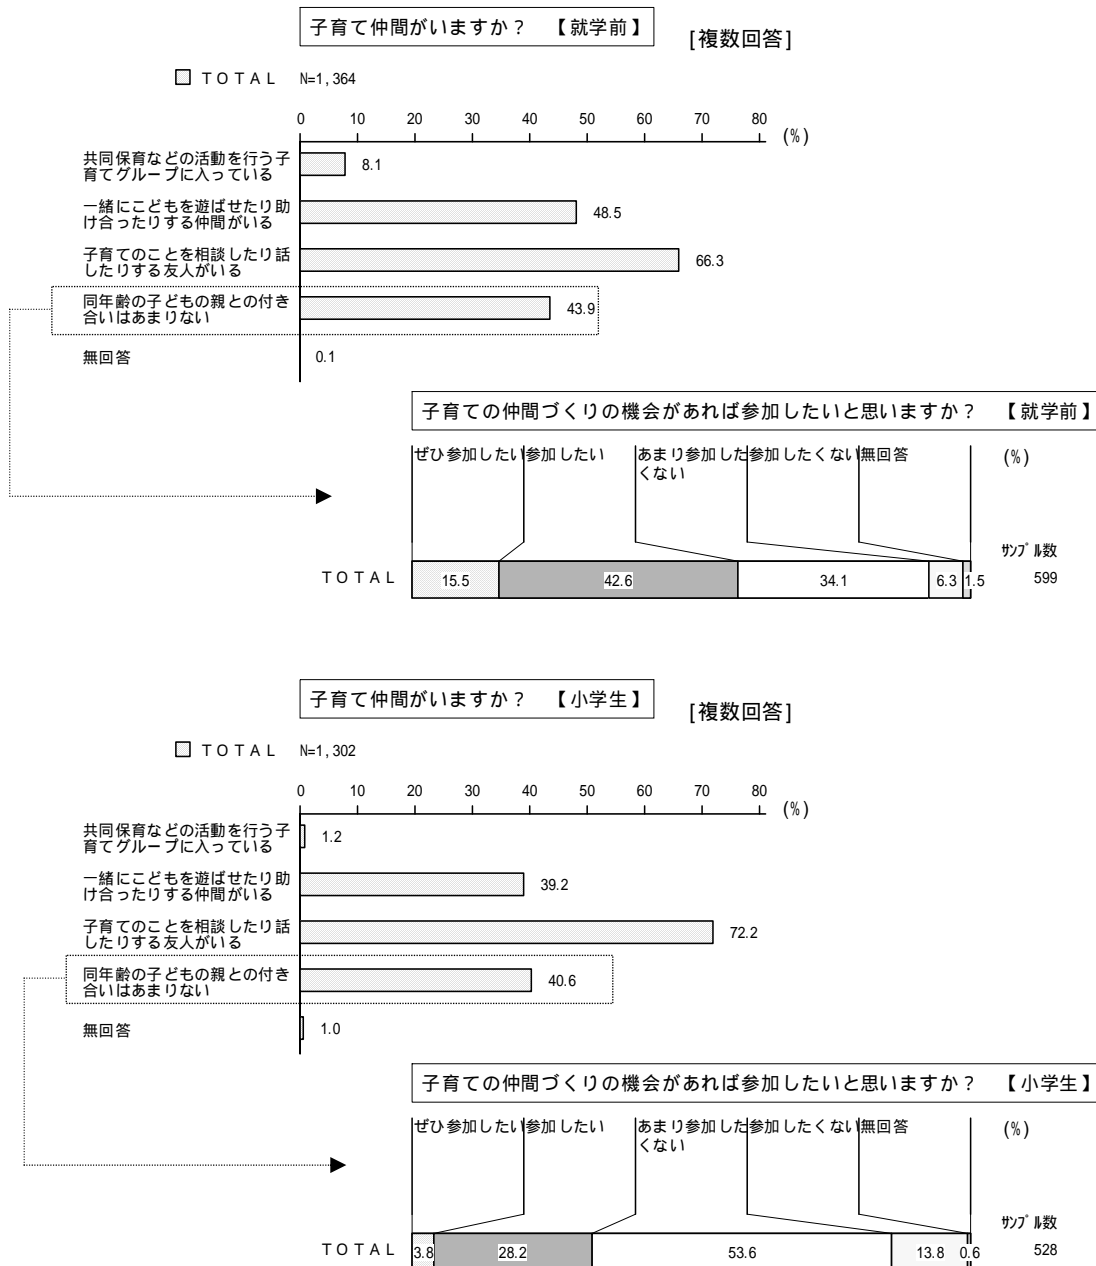 子育て仲間がいますか？　【就学前】
[複数回答]
ＴＯＴＡＬ N=1,364
0 10 20 30 40 50 60 70 80
(%)
共同保育などの活動を行う子
育てグループに入っている
8.1
一緒にこどもを遊ばせたり助
け合ったりする仲間がいる
48.5
子育てのことを相談したり話
したりする友人がいる
66.3
同年齢の子どもの親との付き
合いはあまりない
43.9
無回答
0.1
子育ての仲間づくりの機会があれば参加したいと思いますか？　【就学前】
ぜひ参加したい 参加したい あまり参加した 参加したくない 無回答 (%)
くない
ｻﾝﾌﾟﾙ数
ＴＯＴＡＬ 15.5 42.6 34.1 6.3 1.5 599
子育て仲間がいますか？　【小学生】
[複数回答]
ＴＯＴＡＬ N=1,302
0 10 20 30 40 50 60 70 80
(%)
共同保育などの活動を行う子
育てグループに入っている
1.2
一緒にこどもを遊ばせたり助
け合ったりする仲間がいる
39.2
子育てのことを相談したり話
したりする友人がいる
72.2
同年齢の子どもの親との付き
合いはあまりない
40.6
無回答
1.0
子育ての仲間づくりの機会があれば参加したいと思いますか？　【小学生】
ぜひ参加したい 参加したい あまり参加した 参加したくない 無回答 (%)
くない
ｻﾝﾌﾟﾙ数
ＴＯＴＡＬ 3.8 28.2 53.6 13.8 0.6 528